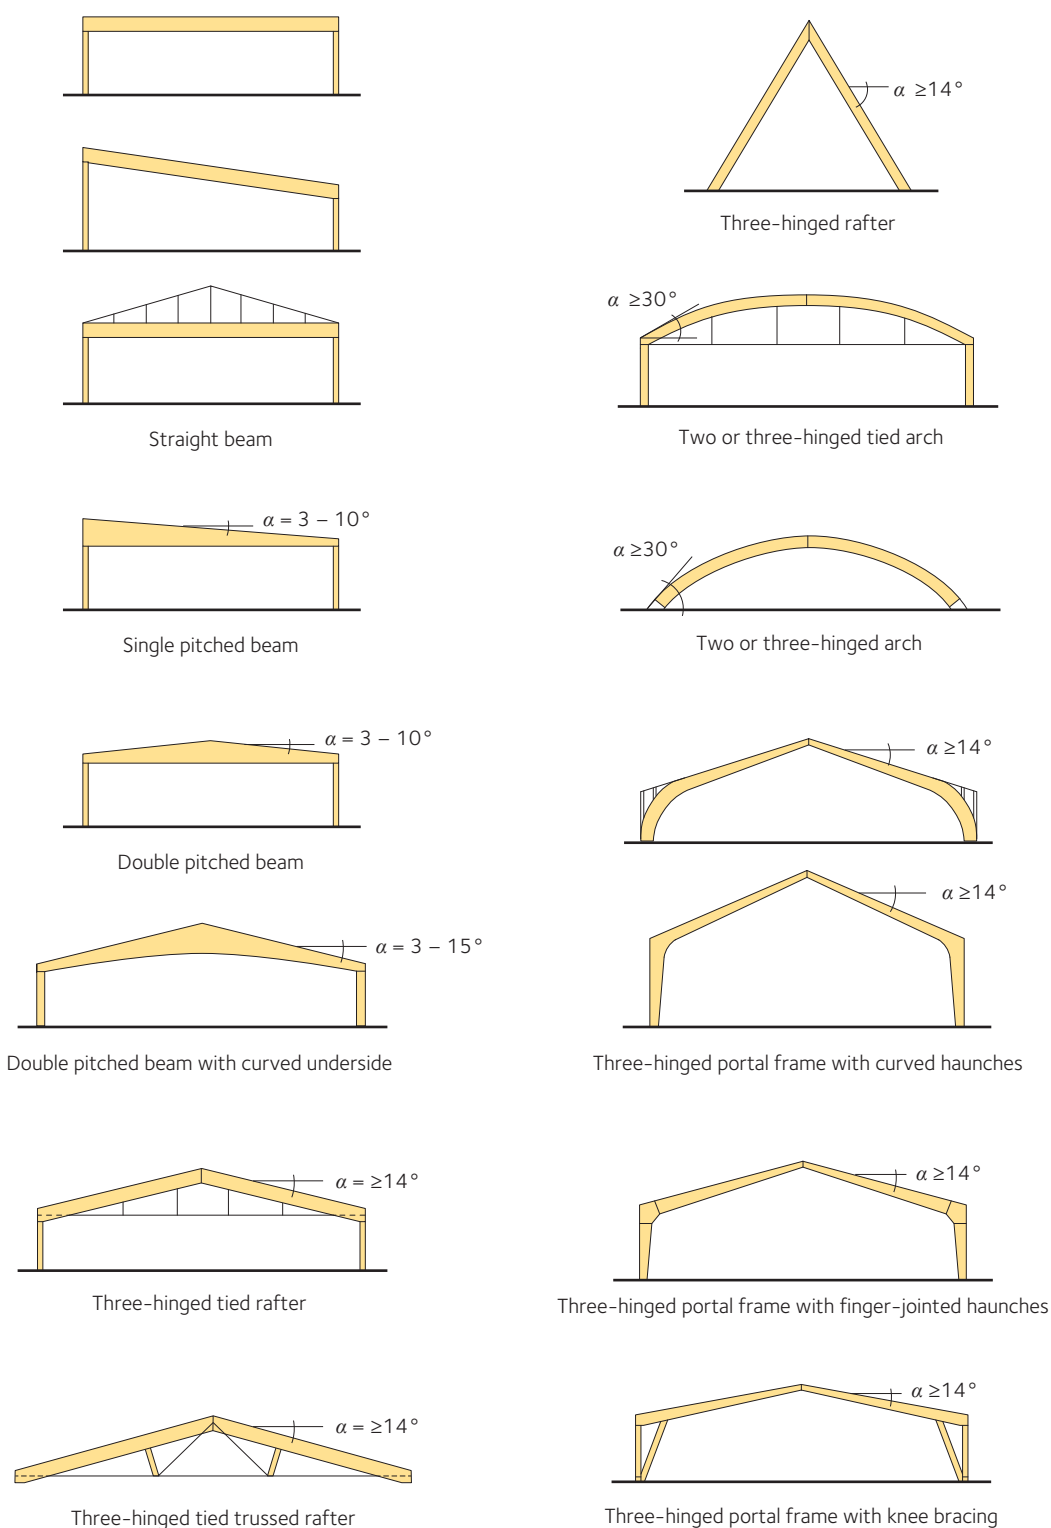 Straight beam
α = 3 – 10°
Single pitched beam
α = 3 – 10°
Double pitched beam
α = 3 – 15°
Double pitched beam with curved underside
α = ≥14°
Three-hinged tied rafter
α = ≥14°
Three-hinged tied trussed rafter
α ≥14°
Three-hinged rafter
α ≥30°
Two or three-hinged tied arch
α ≥30°
Two or three-hinged arch
α ≥14°
α ≥14°
Three-hinged portal frame with curved haunches
α ≥14°
Three-hinged portal frame with finger-jointed haunches
α ≥14°
Three-hinged portal frame with knee bracing